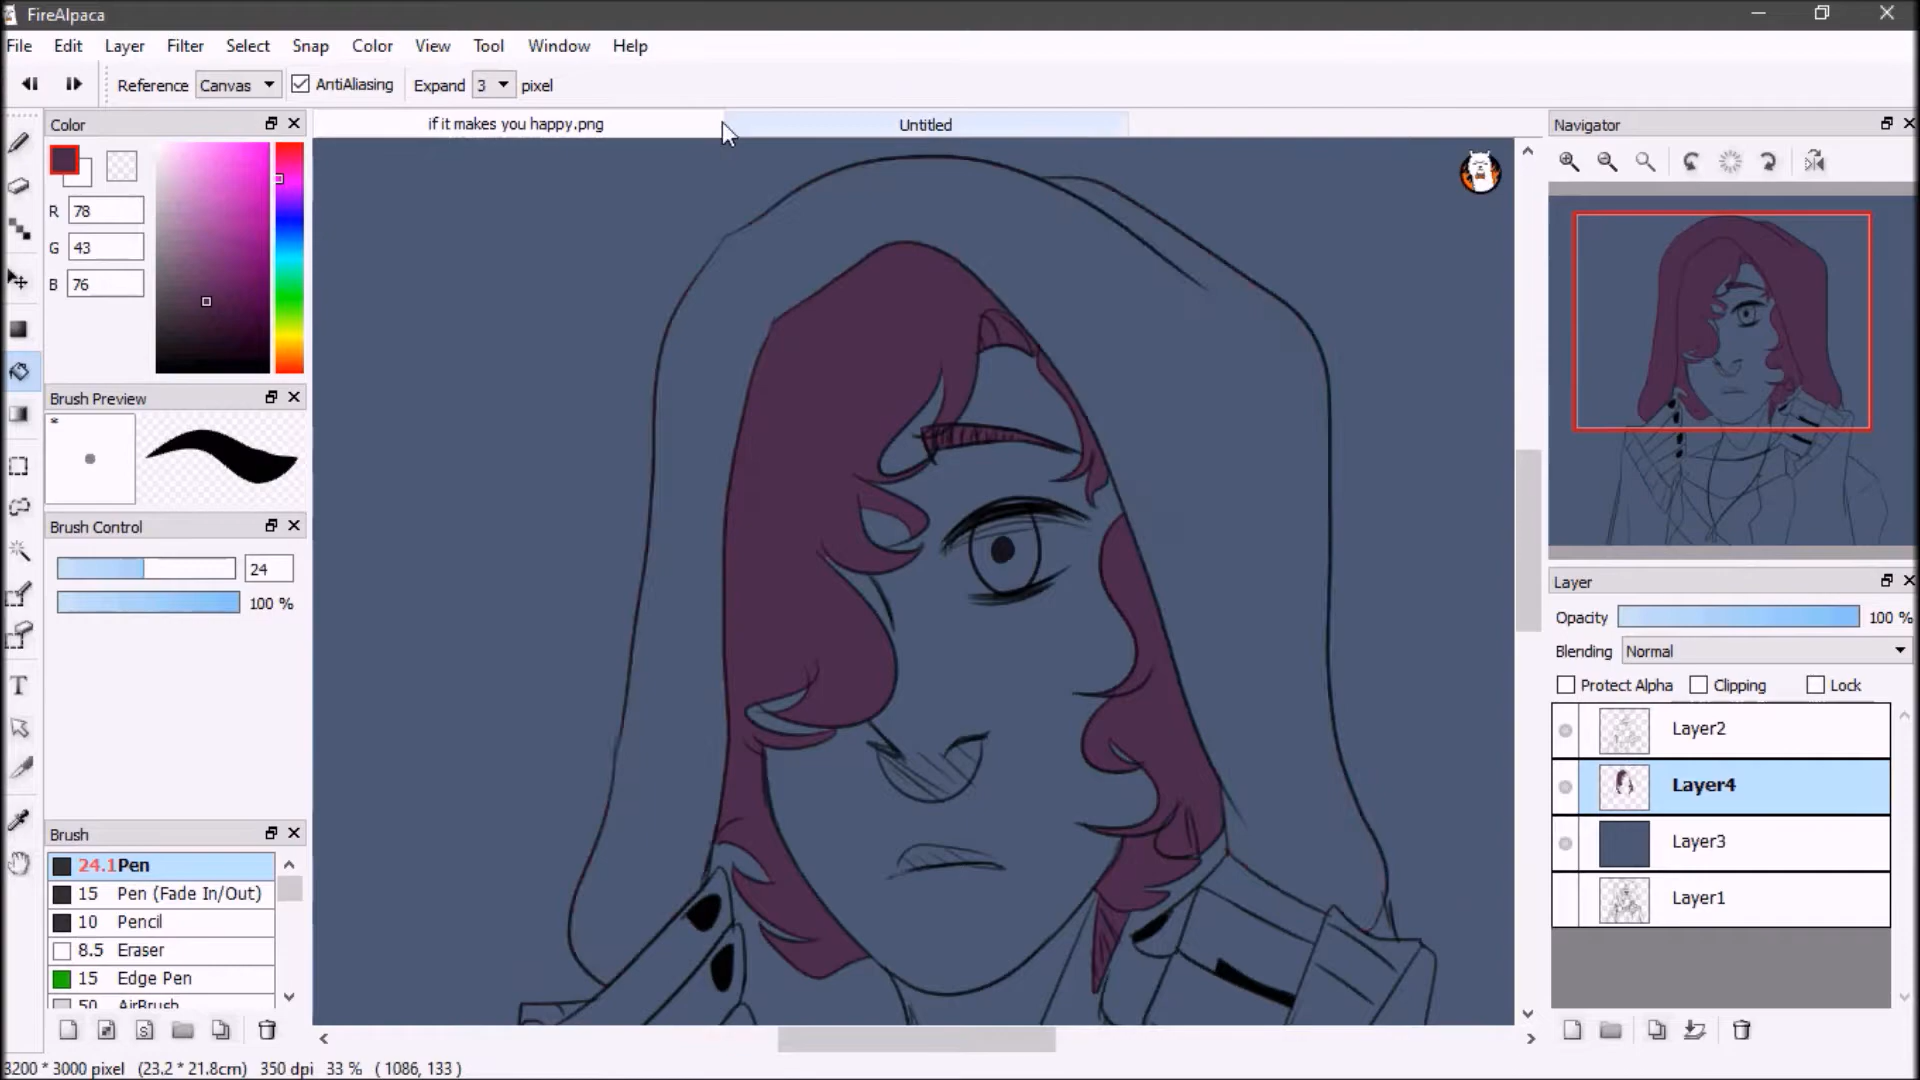 FireAlpaca
File Edit Layer Filter Select Snap Color View Tool Window Help
Reference Canvas AntiAliasing Expand 3 pixel
Color
if it makes you happy.png
Untitled
Navigator
R 78
G 43
B 76
Brush Preview
*
Brush Control
24
100 %
Layer
Opacity 100 %
Blending Normal
Protect Alpha Clipping Lock
Layer2
Layer4
Layer3
Layer1
Brush
24.1 Pen
15 Pen (Fade In/Out)
10 Pencil
8.5 Eraser
15 Edge Pen
50 AirBrush
T
S
3200 * 3000 pixel (23.2 * 21.8cm) 350 dpi 33 % ( 1086, 133 )